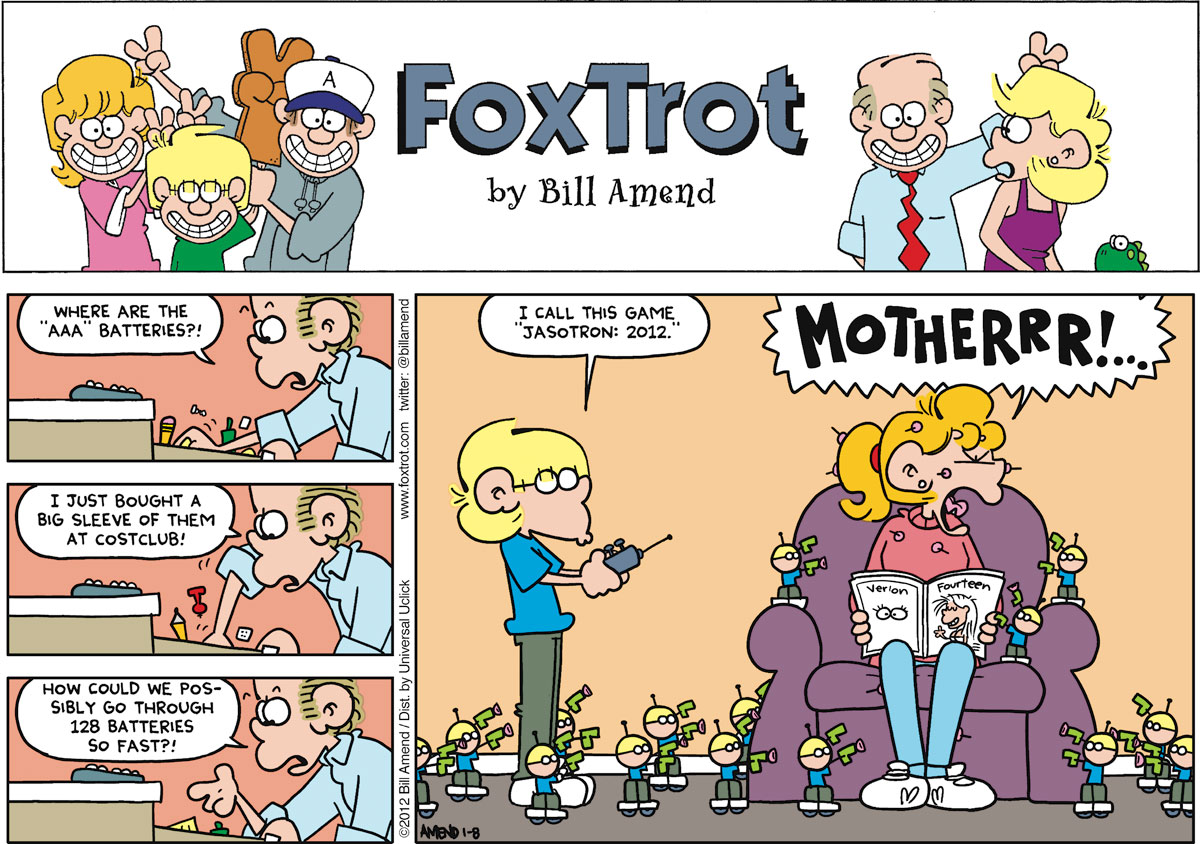 A
FoxTrot
by Bill Amend
WHERE ARE THE
"AAA" BATTERIES?!
I JUST BOUGHT A
BIG SLEEVE OF THEM
AT COSTCLUB!
HOW COULD WE POS-
SIBLY GO THROUGH
128 BATTERIES
SO FAST?!
©2012 Bill Amend / Dist. by Universal Uclick www.foxtrot.com twitter: @billamend
I CALL THIS GAME
"JASOTRON: 2012."
MOTHERRR!...
Verlon
Fourteen
AMEND 1-8